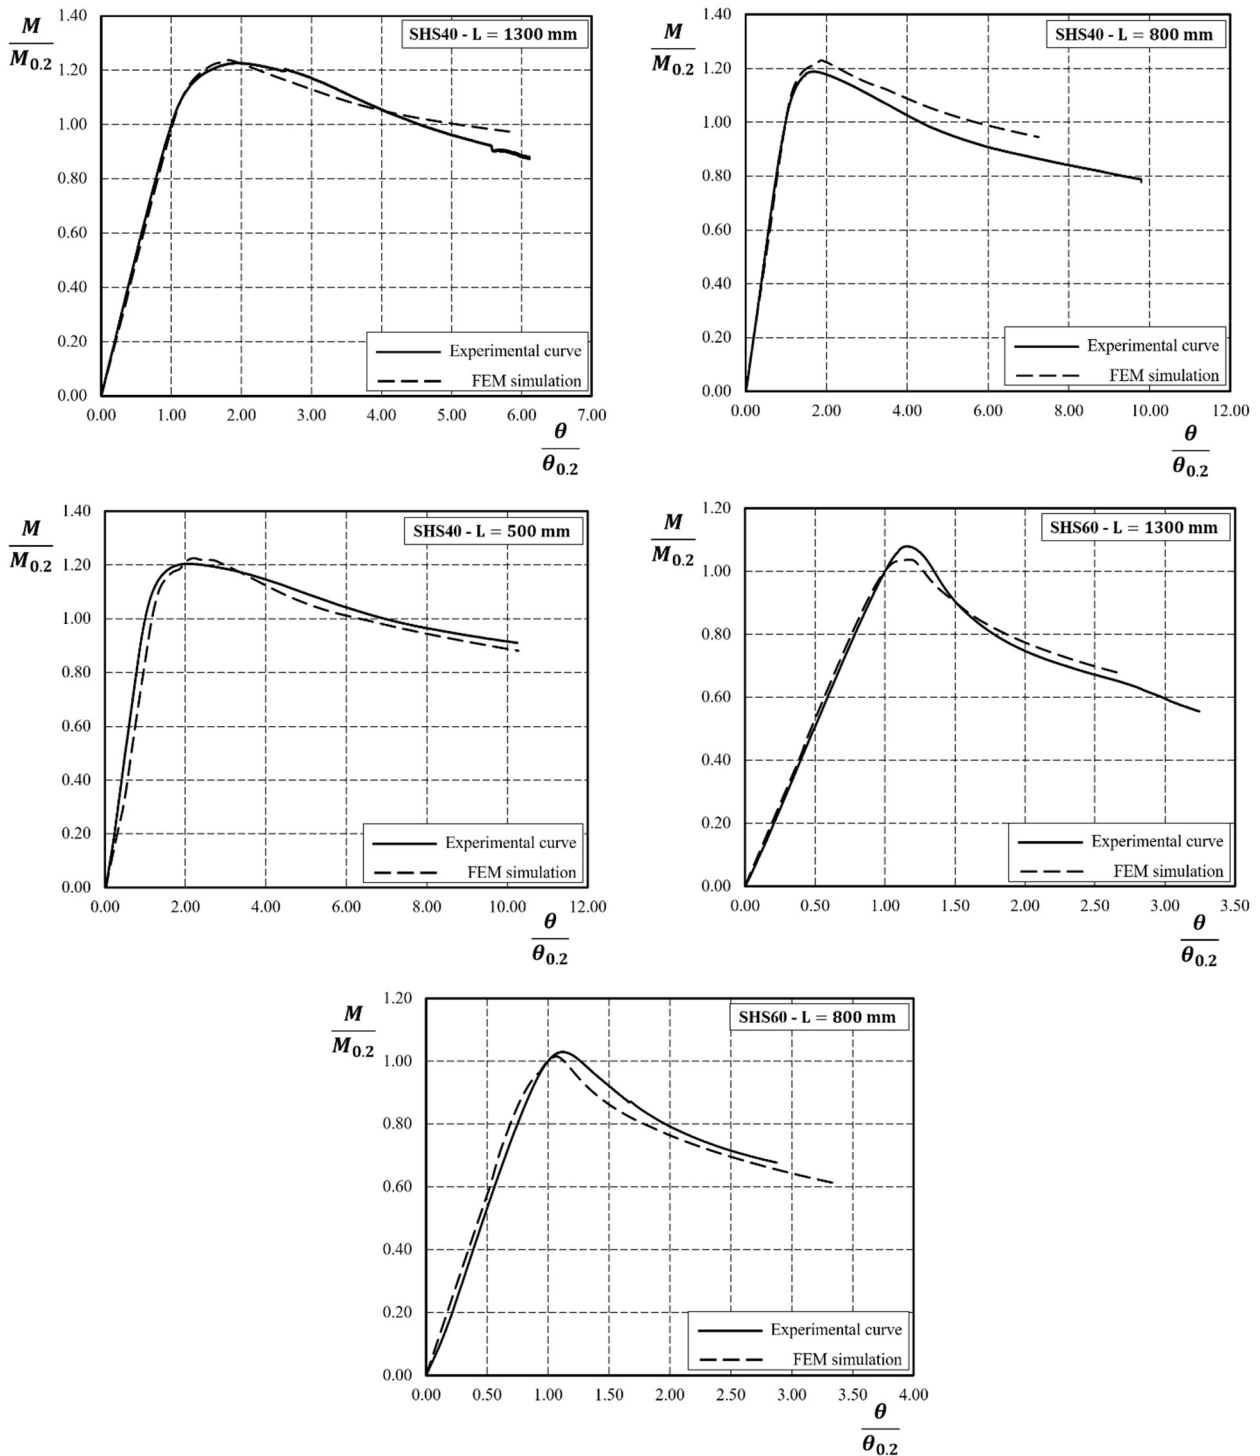 M
M0.2
SHS40 - L = 1300 mm
1.40
1.20
1.00
0.80
0.60
0.40
0.20
0.00
Experimental curve
FEM simulation
0.00 1.00 2.00 3.00 4.00 5.00 6.00 7.00
θ
θ0.2
M
M0.2
SHS40 - L = 800 mm
1.40
1.20
1.00
0.80
0.60
0.40
0.20
0.00
Experimental curve
FEM simulation
0.00 2.00 4.00 6.00 8.00 10.00 12.00
θ
θ0.2
M
M0.2
SHS40 - L = 500 mm
1.40
1.20
1.00
0.80
0.60
0.40
0.20
0.00
Experimental curve
FEM simulation
0.00 2.00 4.00 6.00 8.00 10.00 12.00
θ
θ0.2
M
M0.2
SHS60 - L = 1300 mm
1.20
1.00
0.80
0.60
0.40
0.20
0.00
Experimental curve
FEM simulation
0.00 0.50 1.00 1.50 2.00 2.50 3.00 3.50
θ
θ0.2
M
M0.2
SHS60 - L = 800 mm
1.20
1.00
0.80
0.60
0.40
0.20
0.00
Experimental curve
FEM simulation
0.00 0.50 1.00 1.50 2.00 2.50 3.00 3.50 4.00
θ
θ0.2